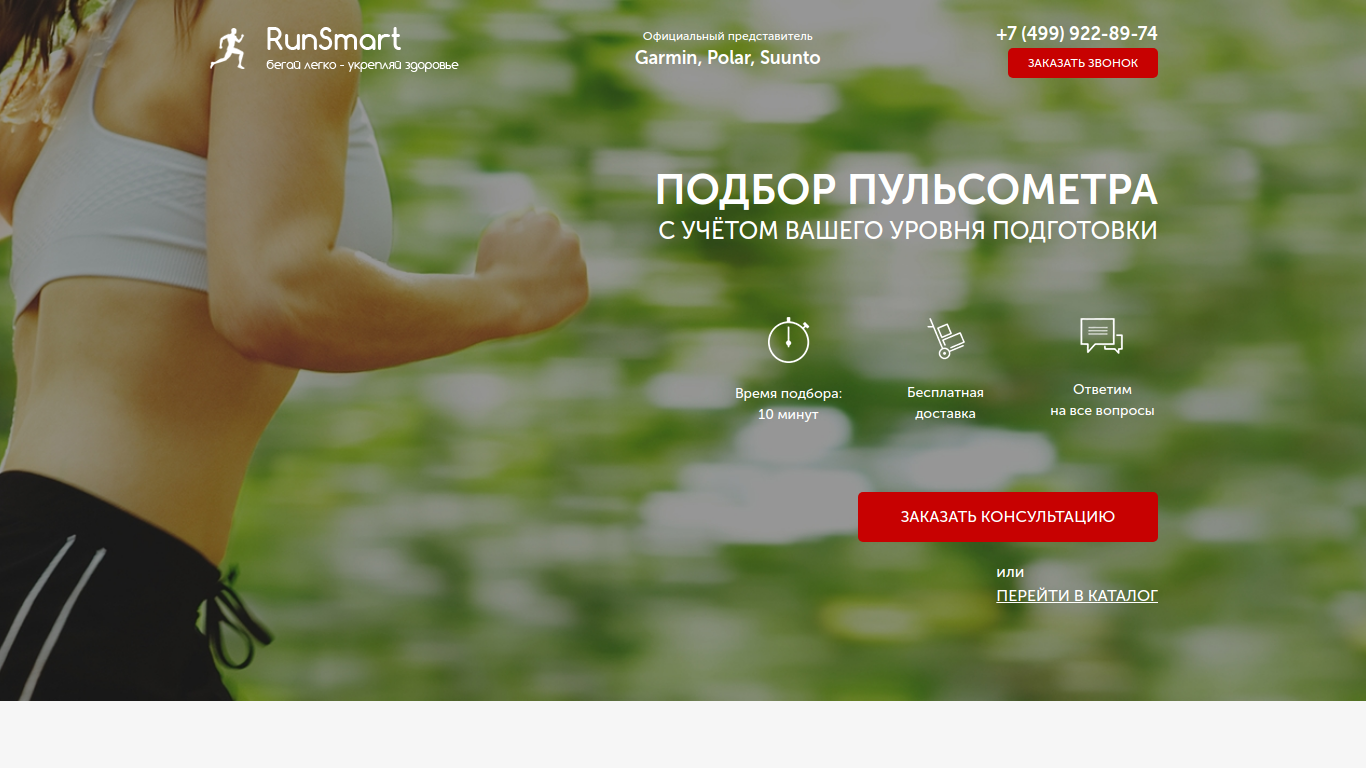 RunSmart
бегай легко - укрепляй здоровье
Официальный представитель
Garmin, Polar, Suunto
+7 (499) 922-89-74
ЗАКАЗАТЬ ЗВОНОК
ПОДБОР ПУЛЬСОМЕТРА
С УЧЁТОМ ВАШЕГО УРОВНЯ ПОДГОТОВКИ
Время подбора:
10 минут
Бесплатная
доставка
Ответим
на все вопросы
ЗАКАЗАТЬ КОНСУЛЬТАЦИЮ
или
ПЕРЕЙТИ В КАТАЛОГ